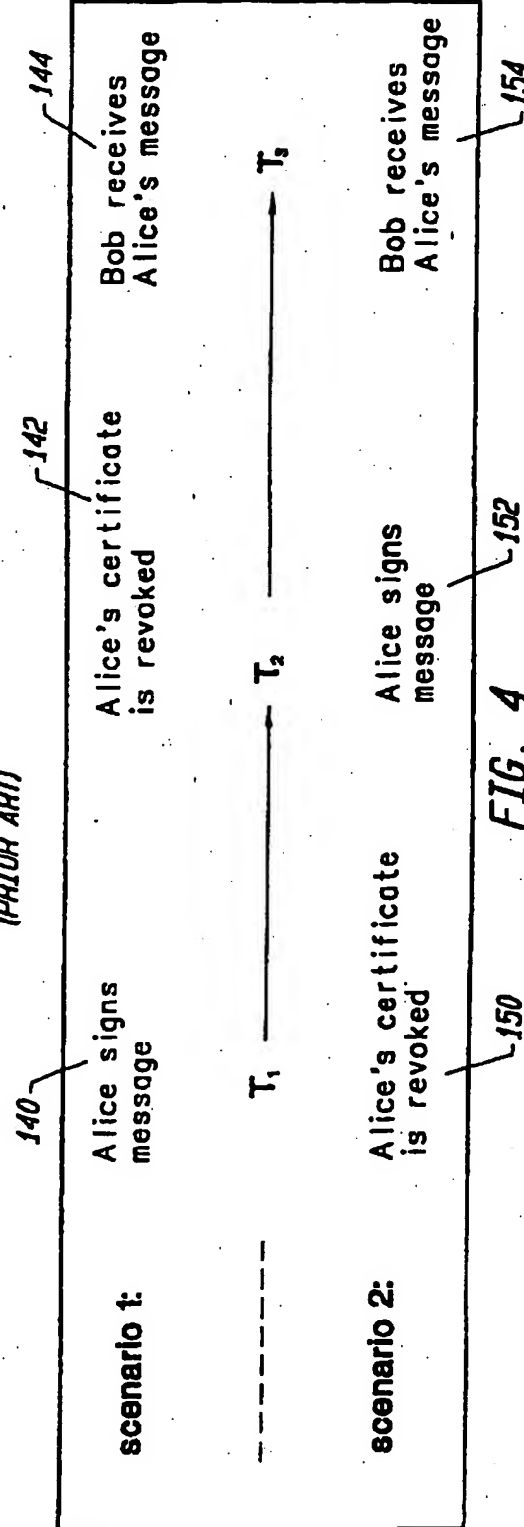 (PRIOR ART)
140
142
144
scenario 1:
Alice signs
message
Alice's certificate
is revoked
Bob receives
Alice's message
T₁
T₂
T₃
scenario 2:
Alice's certificate
is revoked
Alice signs
message
Bob receives
Alice's message
150
152
154
FIG. 4